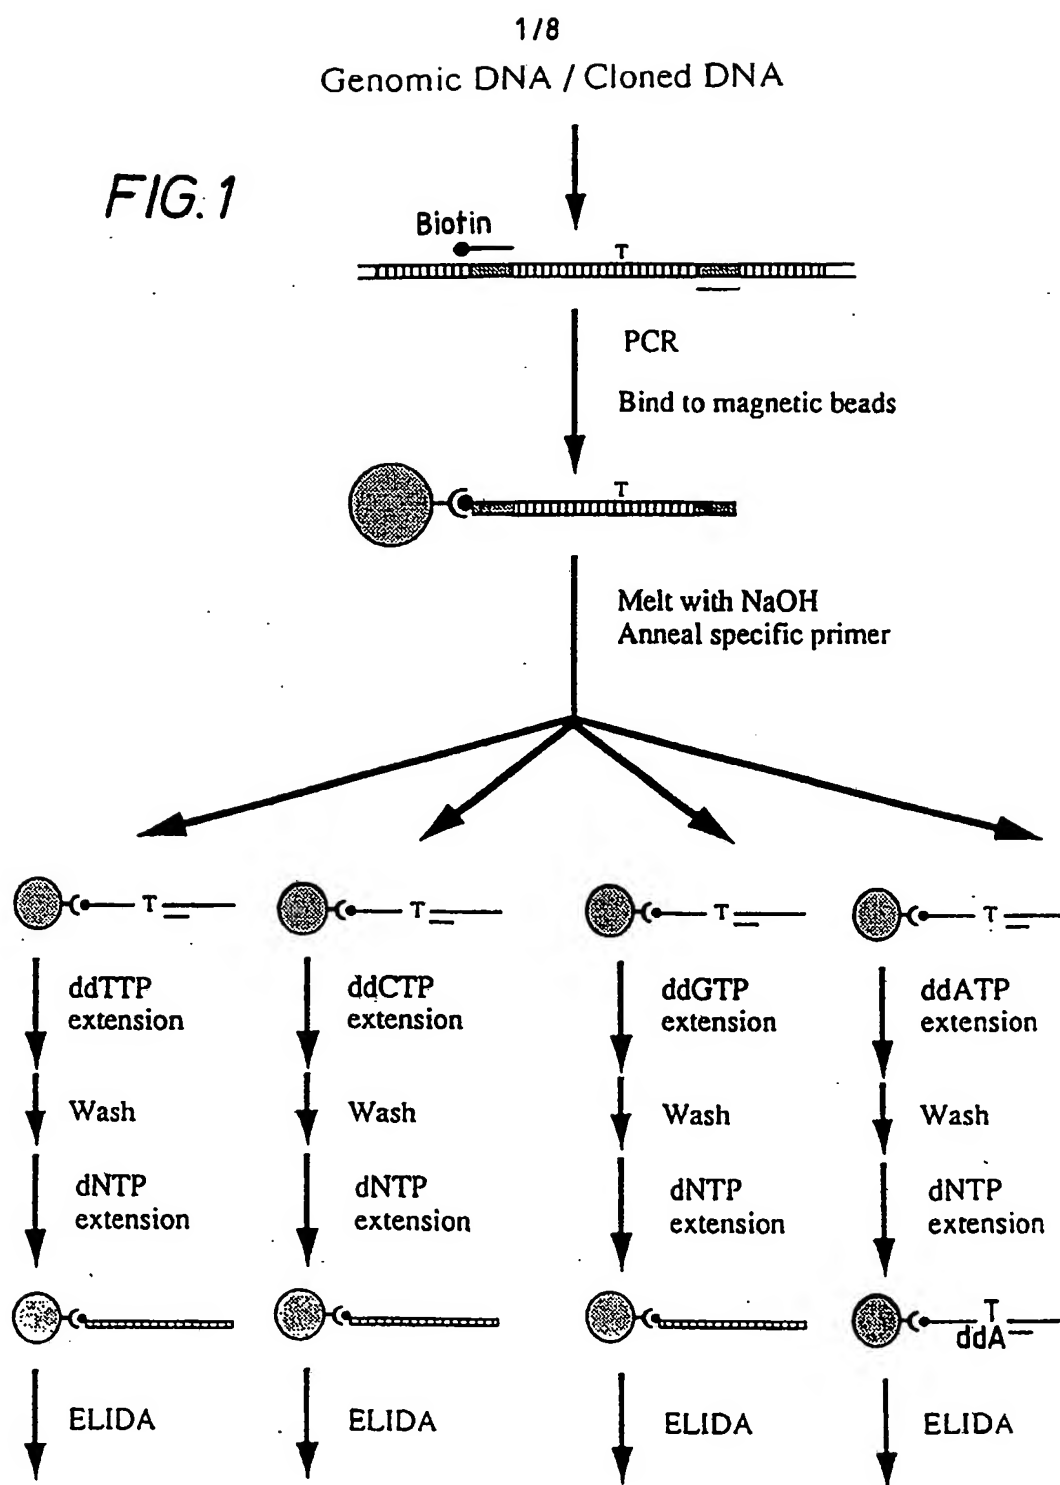 1/8
Genomic DNA / Cloned DNA
FIG. 1
Biotin
T
PCR
Bind to magnetic beads
T
Melt with NaOH
Anneal specific primer
T T T T
ddTTP extension
ddCTP extension
ddGTP extension
ddATP extension
Wash Wash Wash Wash
dNTP extension
dNTP extension
dNTP extension
dNTP extension
T
ddA
ELIDA ELIDA ELIDA ELIDA